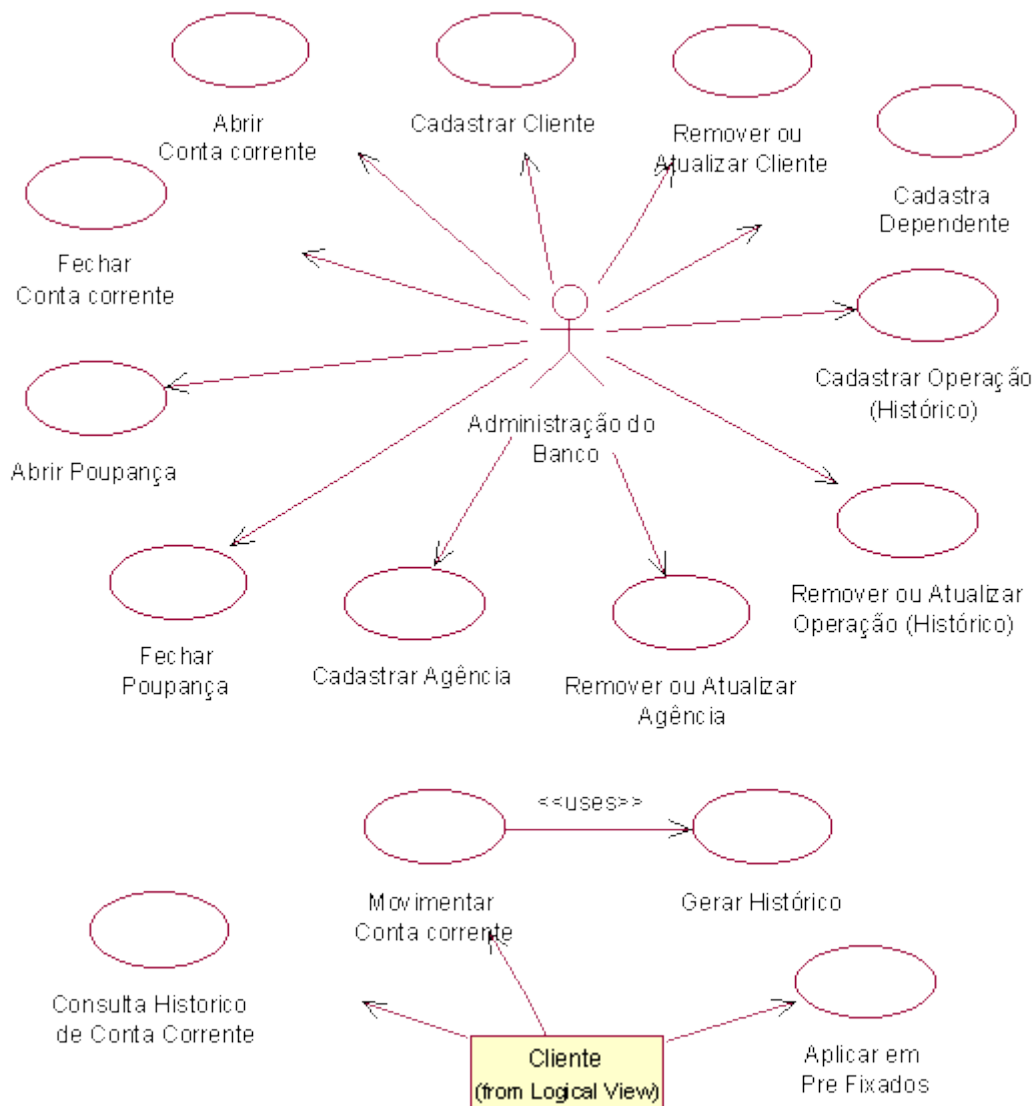 Abrir
Conta corrente
Cadastrar Cliente
Remover ou
Atualizar Cliente
Cadastra
Dependente
Fechar
Conta corrente
Cadastrar Operação
(Histórico)
Administração do
Banco
Abrir Poupança
Remover ou Atualizar
Operação (Histórico)
Fechar
Poupança
Cadastrar Agência
Remover ou Atualizar
Agência
<<uses>>
Movimentar
Conta corrente
Gerar Histórico
Consulta Historico
de Conta Corrente
Cliente
(from Logical View)
Aplicar em
Pre Fixados